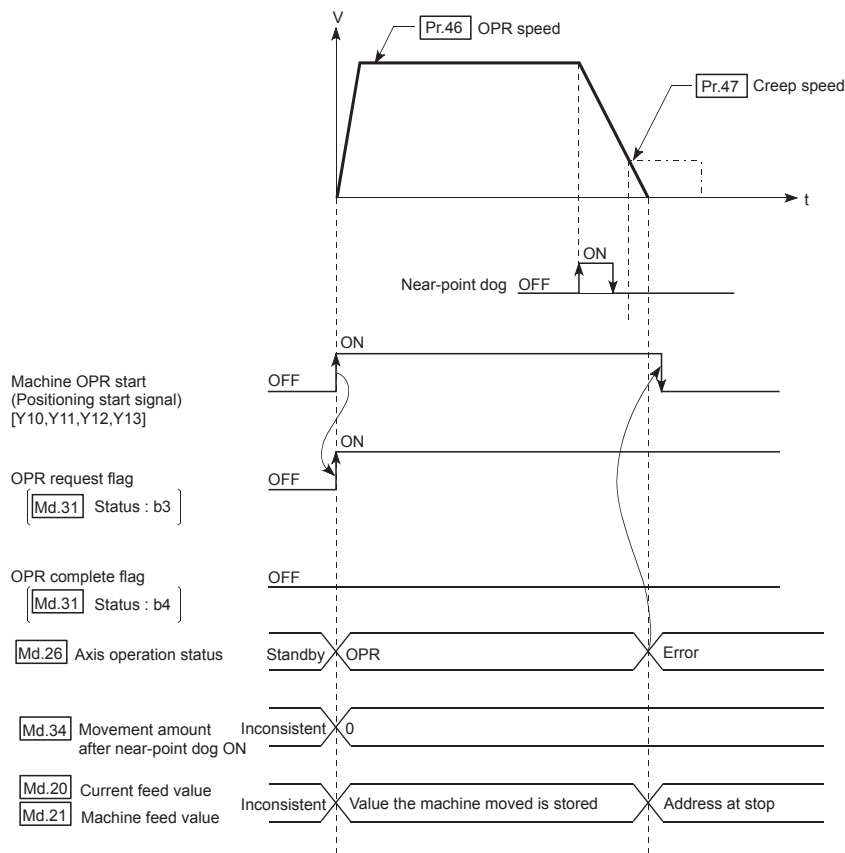 V
Pr.46 OPR speed
Pr.47 Creep speed
t
ON
Near-point dog OFF
ON
Machine OPR start
(Positioning start signal)
[Y10,Y11,Y12,Y13]
OFF
ON
OPR request flag
Md.31 Status : b3
OFF
OPR complete flag
Md.31 Status : b4
OFF
Md.26 Axis operation status Standby OPR Error
Md.34 Movement amount
after near-point dog ON
Inconsistent 0
Md.20 Current feed value
Md.21 Machine feed value
Inconsistent Value the machine moved is stored Address at stop